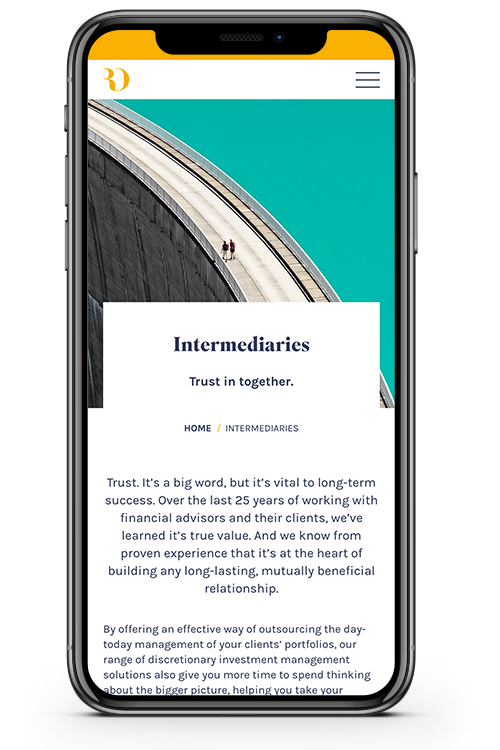 RD
Intermediaries
Trust in together.
HOME / INTERMEDIARIES
Trust. It's a big word, but it's vital to long-term
success. Over the last 25 years of working with
financial advisors and their clients, we've
learned it's true value. And we know from
proven experience that it's at the heart of
building any long-lasting, mutually beneficial
relationship.
By offering an effective way of outsourcing the day-
today management of your clients' portfolios, our
range of discretionary investment management
solutions also give you more time to spend thinking
about the bigger picture, helping you take your